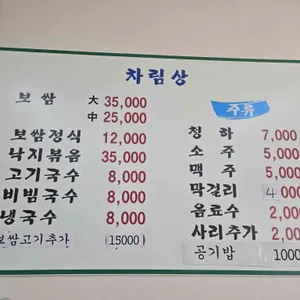 차림상
보쌈 大 35,000
中 25,000
보쌈정식 12,000
낙지볶음 35,000
고기국수 8,000
비빔국수 8,000
냉국수 8,000
보쌈고기추가 15000
주류
청하 7,000
소주 5,000
맥주 5,000
막걸리 4000
음료수 2,00
사리추가 2,00
공기밥 1000